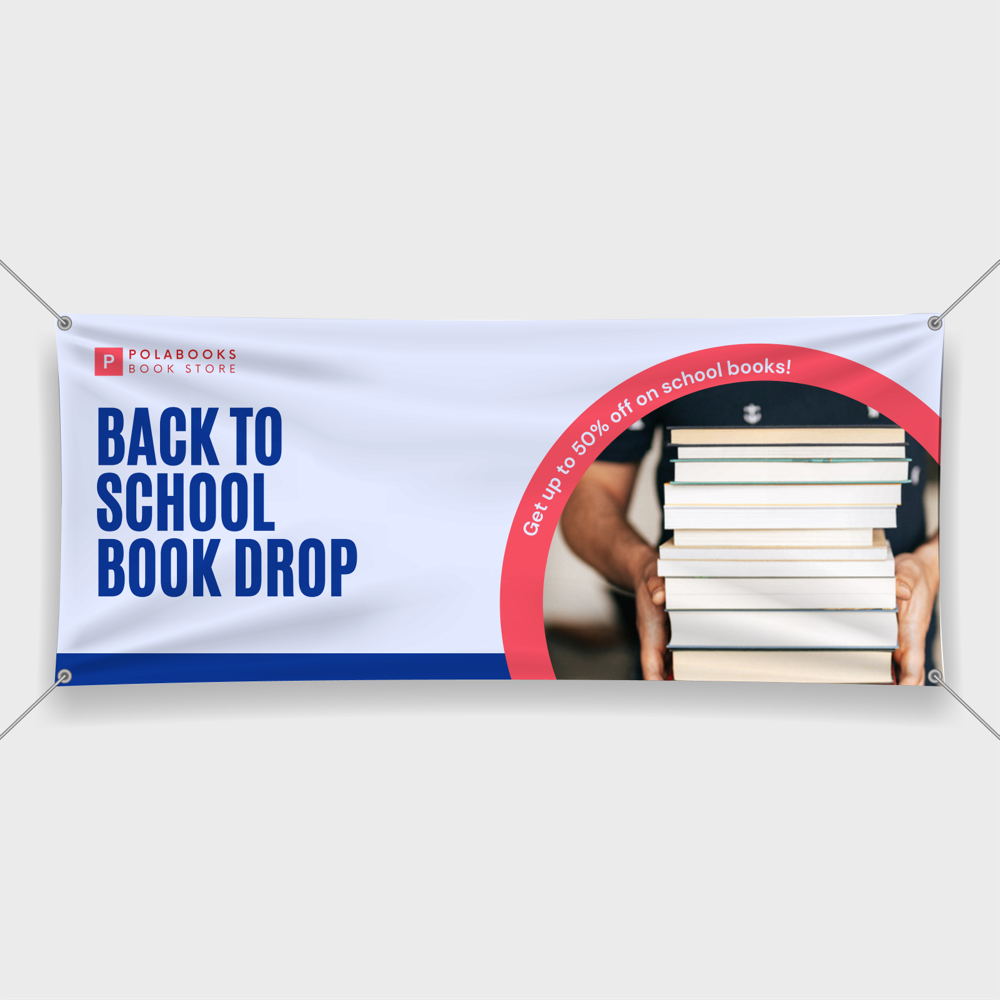 P
POLABOOKS
BOOK STORE
BACK TO
SCHOOL
BOOK DROP
Get up to 50% off on school books!